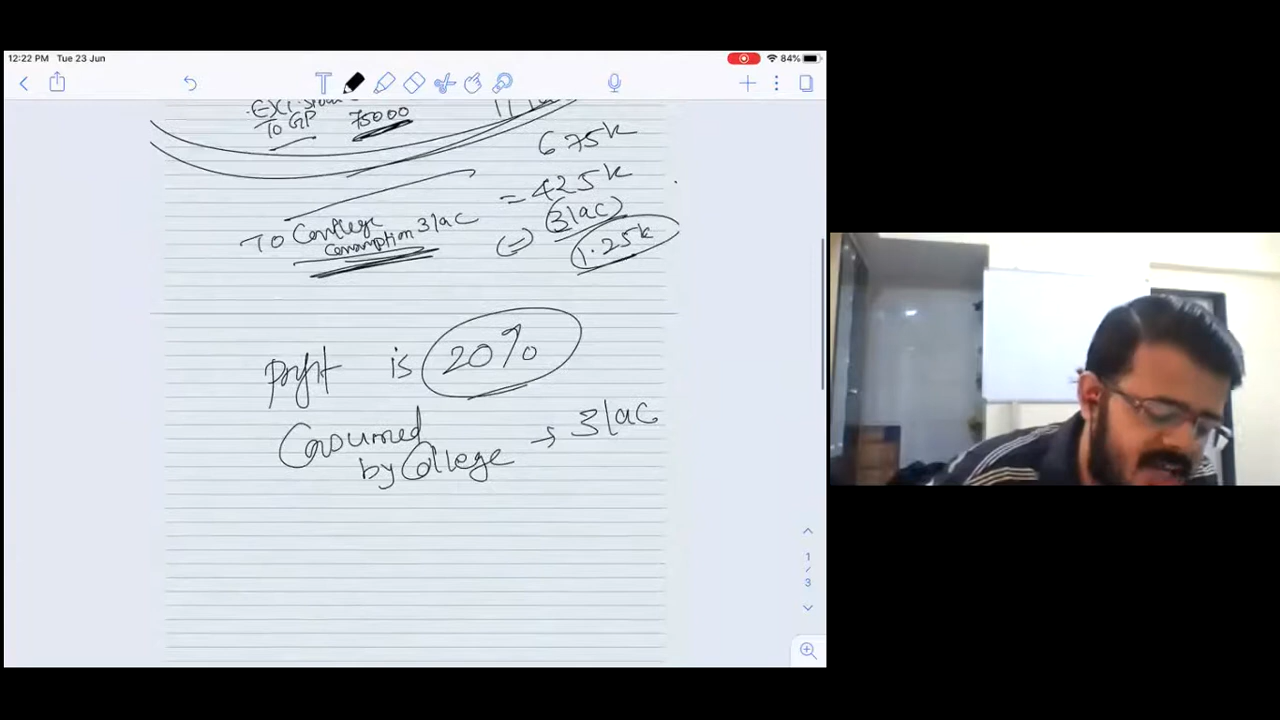 12:22 PM Tue 23 Jun
84%
To GP 75000
675k
= 425k
To College
Consumption 3lac
3lac
(=) 1.25k
Profit is 20%
Consumed
by College → 3lac
1
/
3